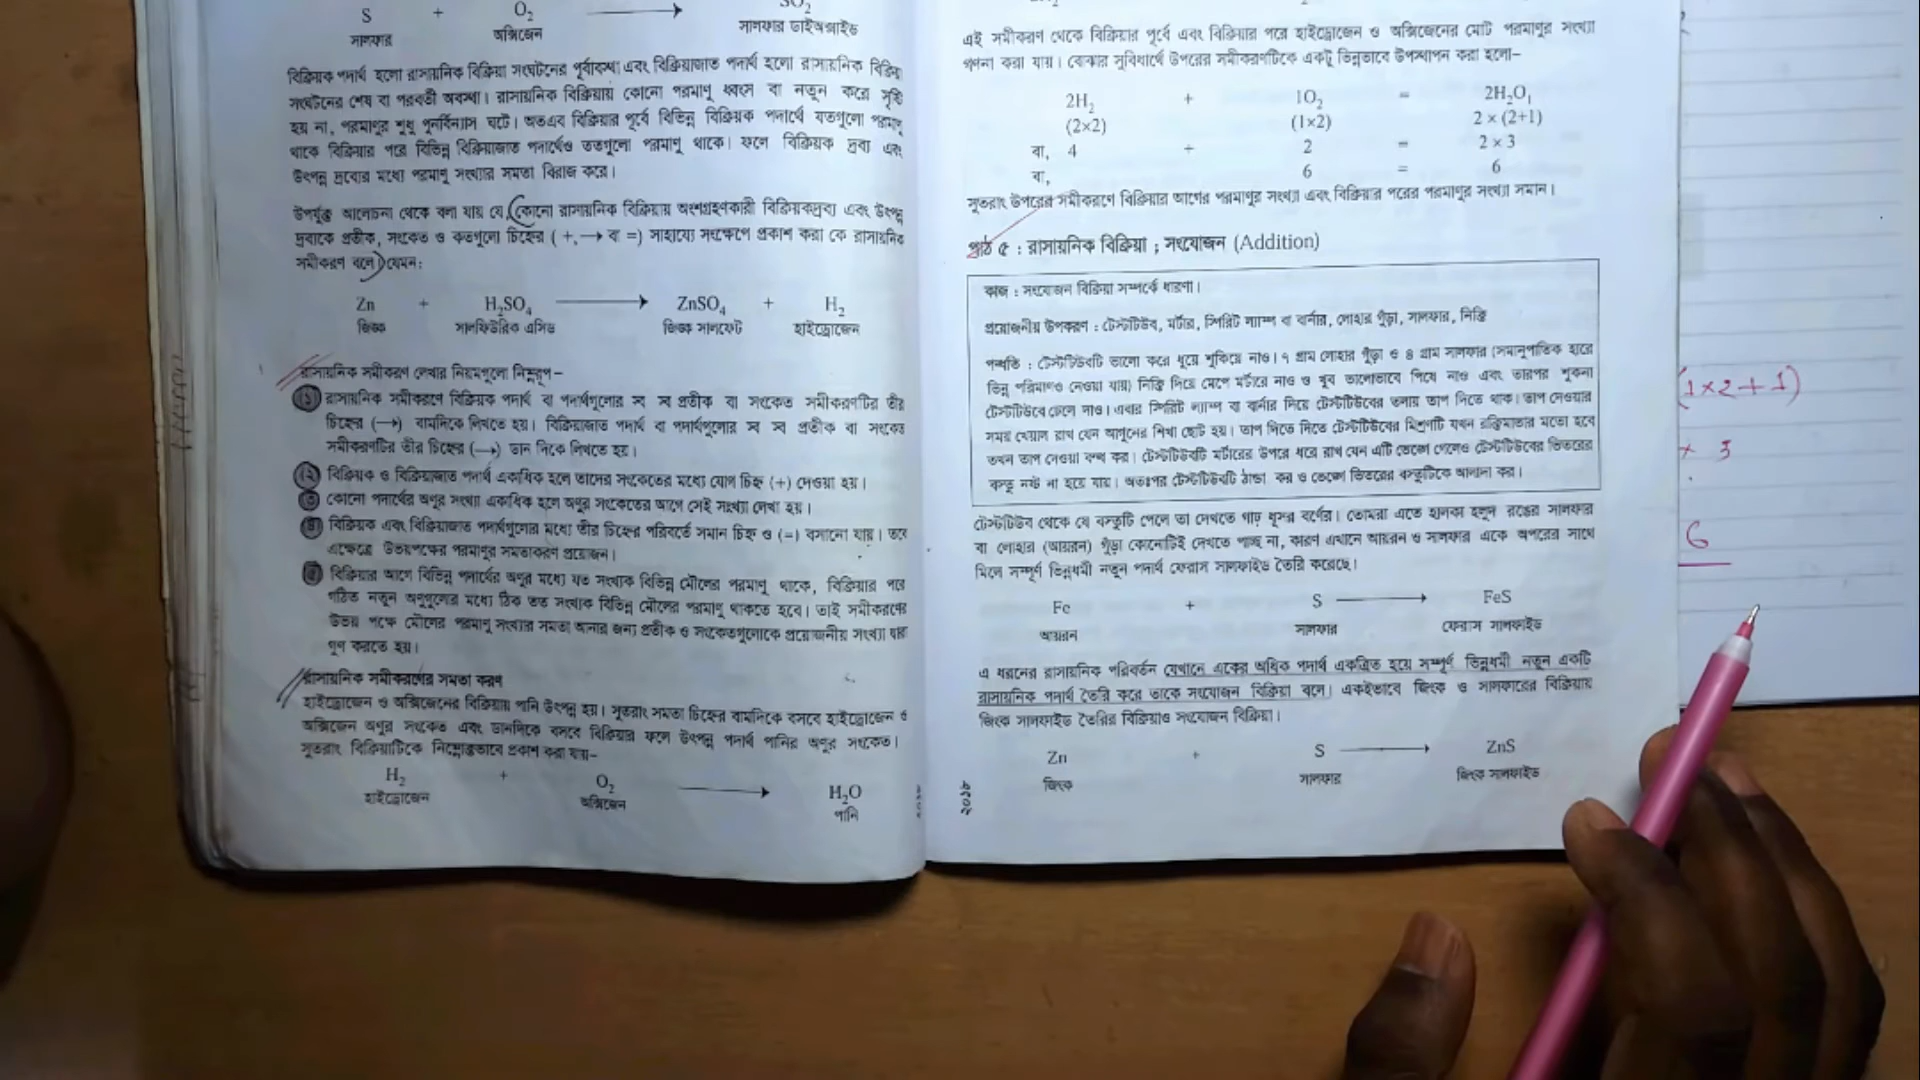 S + O₂ ⟶ SO₂
সালফার অক্সিজেন সালফার ডাইঅক্সাইড
বিক্রিয়ক পদার্থ হলো রাসায়নিক বিক্রিয়া সংঘটনের পূর্বাবস্থা এবং বিক্রিয়াজাত পদার্থ হলো রাসায়নিক বিক্রিয়া
সংঘটনের শেষ বা পরবর্তী অবস্থা। রাসায়নিক বিক্রিয়ায় কোনো পরমাণু ধ্বংস বা নতুন করে সৃষ্টি
হয় না, পরমাণুর শুধু পুনর্বিন্যাস ঘটে। অতএব বিক্রিয়ার পূর্বে বিভিন্ন বিক্রিয়ক পদার্থে যতগুলো পরমাণু
থাকে বিক্রিয়ার পরে বিভিন্ন বিক্রিয়াজাত পদার্থেও ততগুলো পরমাণু থাকে। ফলে বিক্রিয়ক দ্রব্য এবং
উৎপন্ন দ্রব্যের মধ্যে পরমাণু সংখ্যার সমতা বিরাজ করে।
উপর্যুক্ত আলোচনা থেকে বলা যায় যে, কোনো রাসায়নিক বিক্রিয়ায় অংশগ্রহণকারী বিক্রিয়কদ্রব্য এবং উৎপন্ন
দ্রব্যকে প্রতীক, সংকেত ও কতগুলো চিহ্নের ( +, ⟶ বা =) সাহায্যে সংক্ষেপে প্রকাশ করা কে রাসায়নিক
সমীকরণ বলে। যেমন:
Zn + H₂SO₄ ⟶ ZnSO₄ + H₂
জিঙ্ক সালফিউরিক এসিড জিঙ্ক সালফেট হাইড্রোজেন
রাসায়নিক সমীকরণ লেখার নিয়মগুলো নিম্নরূপ–
(১) রাসায়নিক সমীকরণে বিক্রিয়ক পদার্থ বা পদার্থগুলোর স্ব স্ব প্রতীক বা সংকেত সমীকরণটির তীর
চিহ্নের (⟶) বামদিকে লিখতে হয়। বিক্রিয়াজাত পদার্থ বা পদার্থগুলোর স্ব স্ব প্রতীক বা সংকেত
সমীকরণটির তীর চিহ্নের (⟶) ডান দিকে লিখতে হয়।
(২) বিক্রিয়ক ও বিক্রিয়াজাত পদার্থ একাধিক হলে তাদের সংকেতের মধ্যে যোগ চিহ্ন (+) দেওয়া হয়।
৩ কোনো পদার্থের অণুর সংখ্যা একাধিক হলে অণুর সংকেতের আগে সেই সংখ্যা লেখা হয়।
৪ বিক্রিয়ক এবং বিক্রিয়াজাত পদার্থগুলোর মধ্যে তীর চিহ্নের পরিবর্তে সমান চিহ্ন ও (=) বসানো যায়। তবে
এক্ষেত্রে উভয়পক্ষের পরমাণুর সমতাকরণ প্রয়োজন।
৫ বিক্রিয়ার আগে বিভিন্ন পদার্থের অণুর মধ্যে যত সংখ্যক বিভিন্ন মৌলের পরমাণু থাকে, বিক্রিয়ার পরে
গঠিত নতুন অণুগুলোর মধ্যে ঠিক তত সংখ্যক বিভিন্ন মৌলের পরমাণু থাকতে হবে। তাই সমীকরণের
উভয় পক্ষে মৌলের পরমাণু সংখ্যার সমতা আনার জন্য প্রতীক ও সংকেতগুলোকে প্রয়োজনীয় সংখ্যা দ্বারা
গুণ করতে হয়।
রাসায়নিক সমীকরণের সমতা করণ
হাইড্রোজেন ও অক্সিজেনের বিক্রিয়ায় পানি উৎপন্ন হয়। সুতরাং সমতা চিহ্নের বামদিকে বসবে হাইড্রোজেন ও
অক্সিজেন অণুর সংকেত এবং ডানদিকে বসবে বিক্রিয়ার ফলে উৎপন্ন পদার্থ পানির অণুর সংকেত।
সুতরাং বিক্রিয়াটিকে নিম্নোক্তভাবে প্রকাশ করা যায়–
H₂ + O₂ ⟶ H₂O
হাইড্রোজেন অক্সিজেন পানি
এই সমীকরণ থেকে বিক্রিয়ার পূর্বে এবং বিক্রিয়ার পরে হাইড্রোজেন ও অক্সিজেনের মোট পরমাণুর সংখ্যা
গণনা করা যায়। বোঝার সুবিধার্থে উপরের সমীকরণটিকে একটু ভিন্নভাবে উপস্থাপন করা হলো–
2H₂ + 1O₂ = 2H₂O₁
(2×2) (1×2) 2 × (2+1)
বা, 4 + 2 = 2 × 3
বা, 6 = 6
সুতরাং উপরের সমীকরণে বিক্রিয়ার আগের পরমাণুর সংখ্যা এবং বিক্রিয়ার পরের পরমাণুর সংখ্যা সমান।
পাঠ ৫ : রাসায়নিক বিক্রিয়া ; সংযোজন (Addition)
কাজ : সংযোজন বিক্রিয়া সম্পর্কে ধারণা।
প্রয়োজনীয় উপকরণ : টেস্টটিউব, মর্টার, স্পিরিট ল্যাম্প বা বার্নার, লোহার গুঁড়া, সালফার, নিক্তি
পদ্ধতি : টেস্টটিউবটি ভালো করে ধুয়ে শুকিয়ে নাও। ৭ গ্রাম লোহার গুঁড়া ও ৪ গ্রাম সালফার (সমানুপাতিক হারে
ভিন্ন পরিমাণও নেওয়া যায়) নিক্তি দিয়ে মেপে মর্টারে নাও ও খুব ভালোভাবে পিষে নাও এবং তারপর শুকনা
টেস্টটিউবে ঢেলে নাও। এবার স্পিরিট ল্যাম্প বা বার্নার দিয়ে টেস্টটিউবের তলায় তাপ দিতে থাক। তাপ দেওয়ার
সময় খেয়াল রাখ যেন আগুনের শিখা ছোট হয়। তাপ দিতে দিতে টেস্টটিউবের মিশ্রণটি যখন রক্তিমাভার মতো হবে
তখন তাপ দেওয়া বন্ধ কর। টেস্টটিউবটি মর্টারের উপরে ধরে রাখ যেন এটি ভেঙ্গে গেলেও টেস্টটিউবের ভিতরের
বস্তু নষ্ট না হয়ে যায়। অতঃপর টেস্টটিউবটি ঠাণ্ডা কর ও ভেঙ্গে ভিতরের বস্তুটিকে আলাদা কর।
টেস্টটিউব থেকে যে বস্তুটি পেলে তা দেখতে গাঢ় ধূসর বর্ণের। তোমরা এতে হালকা হলুদ রঙের সালফার
বা লোহার (আয়রন) গুঁড়া কোনোটিই দেখতে পাচ্ছ না, কারণ এখানে আয়রন ও সালফার একে অপরের সাথে
মিলে সম্পূর্ণ ভিন্নধর্মী নতুন পদার্থ ফেরাস সালফাইড তৈরি করেছে।
Fe + S ⟶ FeS
আয়রন সালফার ফেরাস সালফাইড
এ ধরনের রাসায়নিক পরিবর্তন যেখানে একের অধিক পদার্থ একত্রিত হয়ে সম্পূর্ণ ভিন্নধর্মী নতুন একটি
রাসায়নিক পদার্থ তৈরি করে তাকে সংযোজন বিক্রিয়া বলে। একইভাবে জিংক ও সালফারের বিক্রিয়ায়
জিংক সালফাইড তৈরির বিক্রিয়াও সংযোজন বিক্রিয়া।
Zn + S ⟶ ZnS
জিংক সালফার জিংক সালফাইড
২০১৮
(1×2+1)
× 3
6